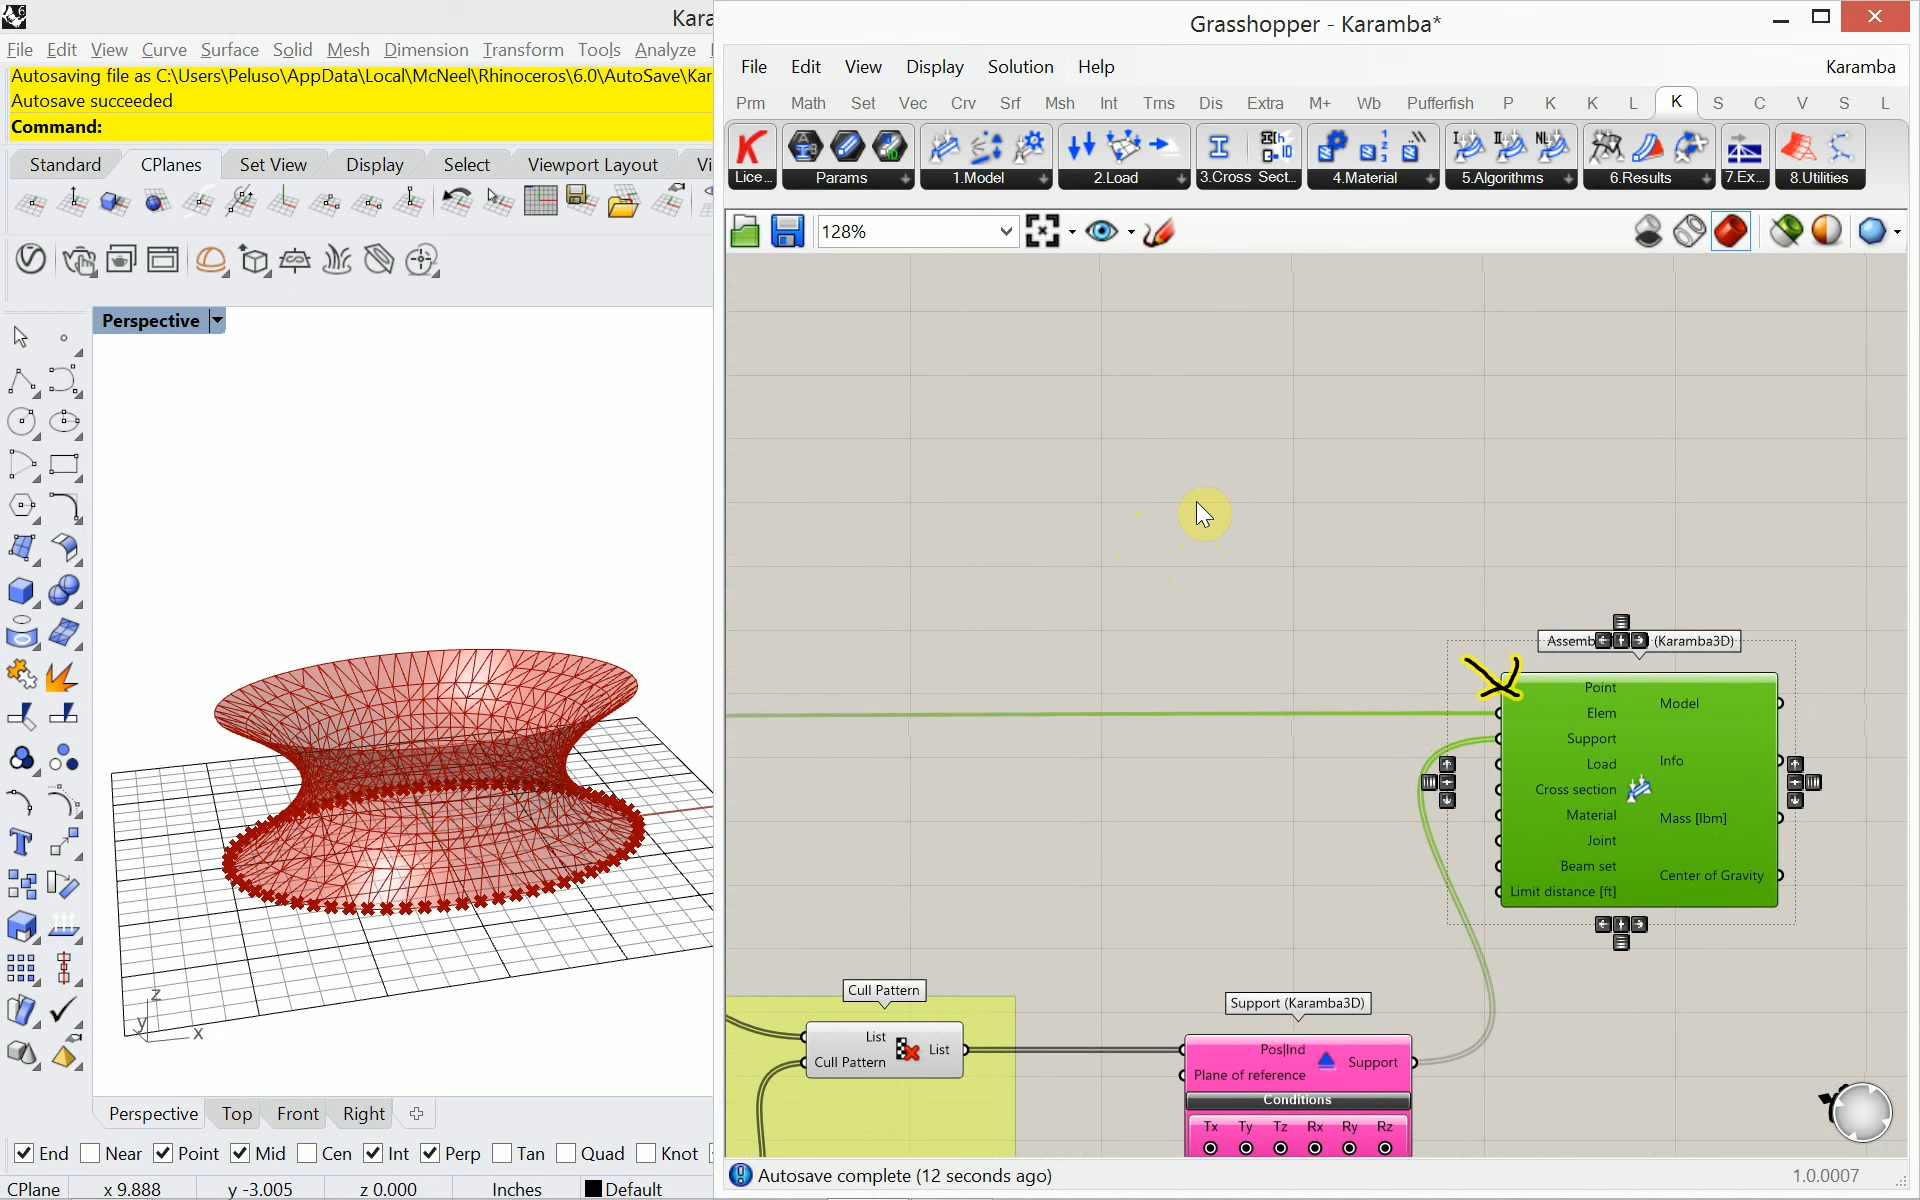 Kara
File Edit View Curve Surface Solid Mesh Dimension Transform Tools Analyze
Autosaving file as C:\Users\Peluso\AppData\Local\McNeel\Rhinoceros\6.0\AutoSave\Kar
Autosave succeeded
Command:
Standard CPlanes Set View Display Select Viewport Layout Vi
Perspective
z
y
x
Perspective Top Front Right
End Near Point Mid Cen Int Perp Tan Quad Knot
CPlane x 9.888 y -3.005 z 0.000 Inches Default
Grasshopper - Karamba*
File Edit View Display Solution Help Karamba
Prm Math Set Vec Crv Srf Msh Int Trns Dis Extra M+ Wb Pufferfish P K K L K S C V S L
Lice... Params 1.Model 2.Load 3.Cross Sect... 4.Material 5.Algorithms 6.Results 7.Ex... 8.Utilities
128%
Assemb (Karamba3D)
Point
Elem
Support
Load
Cross section
Material
Joint
Beam set
Limit distance [ft]
Model
Info
Mass [lbm]
Center of Gravity
Cull Pattern
List
Cull Pattern
List
Support (Karamba3D)
Pos|Ind
Plane of reference
Support
Conditions
Tx Ty Tz Rx Ry Rz
Autosave complete (12 seconds ago)
1.0.0007